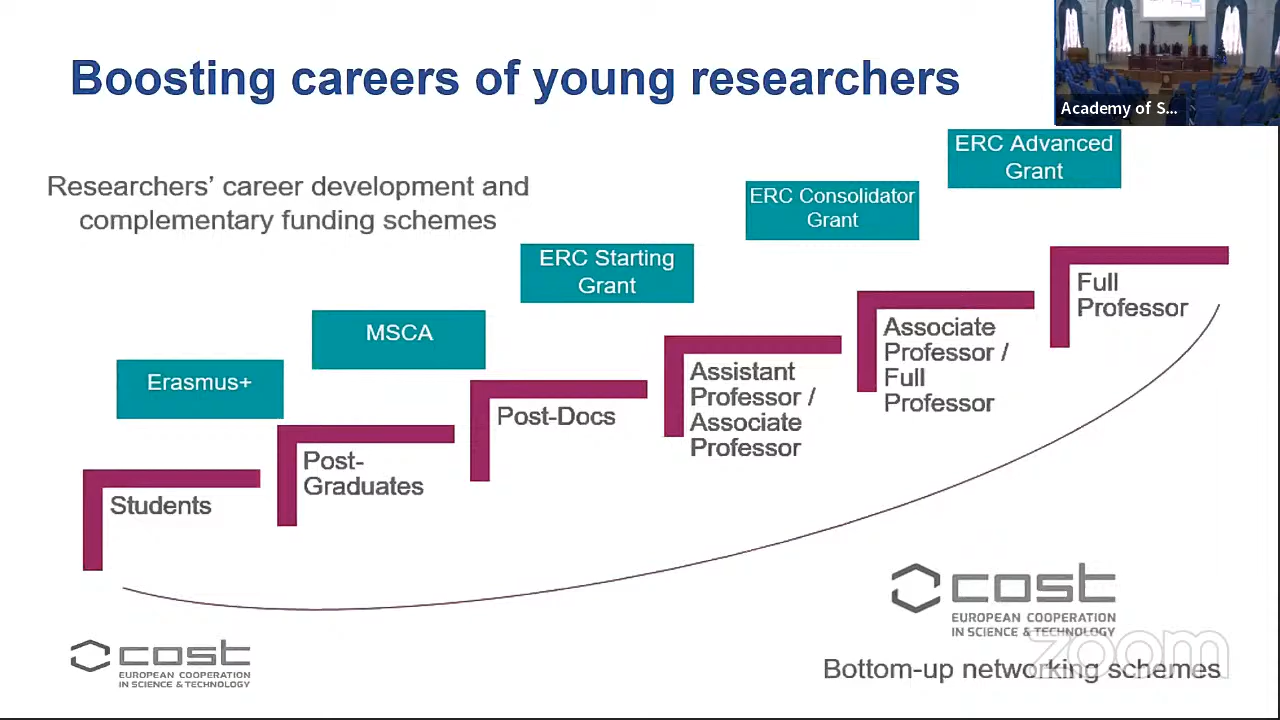 Boosting careers of young researchers
Academy of S...
Researchers' career development and
complementary funding schemes
ERC Advanced
Grant
ERC Consolidator
Grant
ERC Starting
Grant
MSCA
Erasmus+
Full
Professor
Associate
Professor /
Full
Professor
Assistant
Professor /
Associate
Professor
Post-Docs
Post-
Graduates
Students
cost
EUROPEAN COOPERATION
IN SCIENCE & TECHNOLOGY
zoom
Bottom-up networking schemes
cost
EUROPEAN COOPERATION
IN SCIENCE & TECHNOLOGY